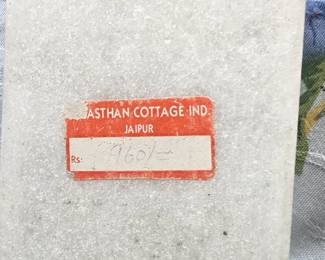 ASTHAN COTTAGE IND.
JAIPUR
Rs: 960/-